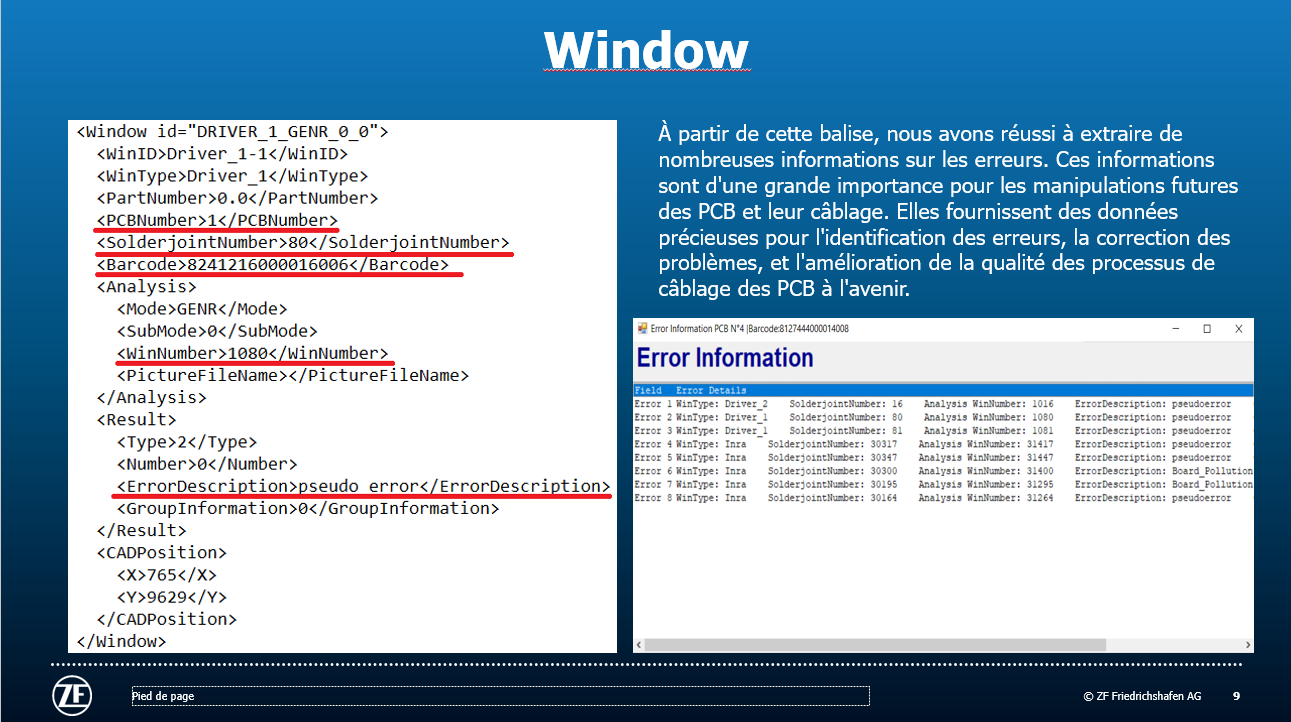 Window
<Window id="DRIVER_1_GENR_0_0">
<WinID>Driver_1-1</WinID>
<WinType>Driver_1</WinType>
<PartNumber>0.0</PartNumber>
<PCBNumber>1</PCBNumber>
<SolderjointNumber>80</SolderjointNumber>
<Barcode>8241216000016006</Barcode>
<Analysis>
<Mode>GENR</Mode>
<SubMode>0</SubMode>
<WinNumber>1080</WinNumber>
<PictureFileName></PictureFileName>
</Analysis>
<Result>
<Type>2</Type>
<Number>0</Number>
<ErrorDescription>pseudo error</ErrorDescription>
<GroupInformation>0</GroupInformation>
</Result>
<CADPosition>
<X>765</X>
<Y>9629</Y>
</CADPosition>
</Window>
À partir de cette balise, nous avons réussi à extraire de
nombreuses informations sur les erreurs. Ces informations
sont d'une grande importance pour les manipulations futures
des PCB et leur câblage. Elles fournissent des données
précieuses pour l'identification des erreurs, la correction des
problèmes, et l'amélioration de la qualité des processus de
câblage des PCB à l'avenir.
Error Information PCB N°4 |Barcode:8127444000014008
Error Information
Field Error Details
Error 1 WinType: Driver_2 SolderjointNumber: 16 Analysis WinNumber: 1016 ErrorDescription: pseudoerror
Error 2 WinType: Driver_1 SolderjointNumber: 80 Analysis WinNumber: 1080 ErrorDescription: pseudoerror
Error 3 WinType: Driver_1 SolderjointNumber: 81 Analysis WinNumber: 1081 ErrorDescription: pseudoerror
Error 4 WinType: Inra SolderjointNumber: 30317 Analysis WinNumber: 31417 ErrorDescription: pseudoerror
Error 5 WinType: Inra SolderjointNumber: 30347 Analysis WinNumber: 31447 ErrorDescription: pseudoerror
Error 6 WinType: Inra SolderjointNumber: 30300 Analysis WinNumber: 31400 ErrorDescription: Board_Pollution
Error 7 WinType: Inra SolderjointNumber: 30195 Analysis WinNumber: 31295 ErrorDescription: Board_Pollution
Error 8 WinType: Inra SolderjointNumber: 30164 Analysis WinNumber: 31264 ErrorDescription: pseudoerror
ZF
Pied de page
© ZF Friedrichshafen AG
9